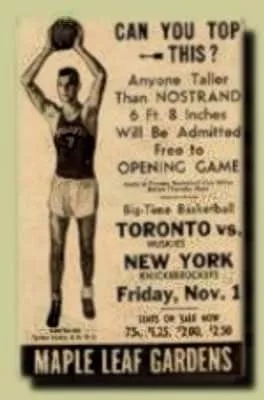 CAN YOU TOP
THIS?
Anyone Taller
Than NOSTRAND
6 Ft. 8 Inches
Will Be Admitted
Free to
OPENING GAME
Big-Time Basketball
TORONTO vs.
HUSKIES
NEW YORK
KNICKERBOCKERS
Friday, Nov. 1
SEATS ON SALE NOW
75c, $1.25, $2.00, $2.50
MAPLE LEAF GARDENS